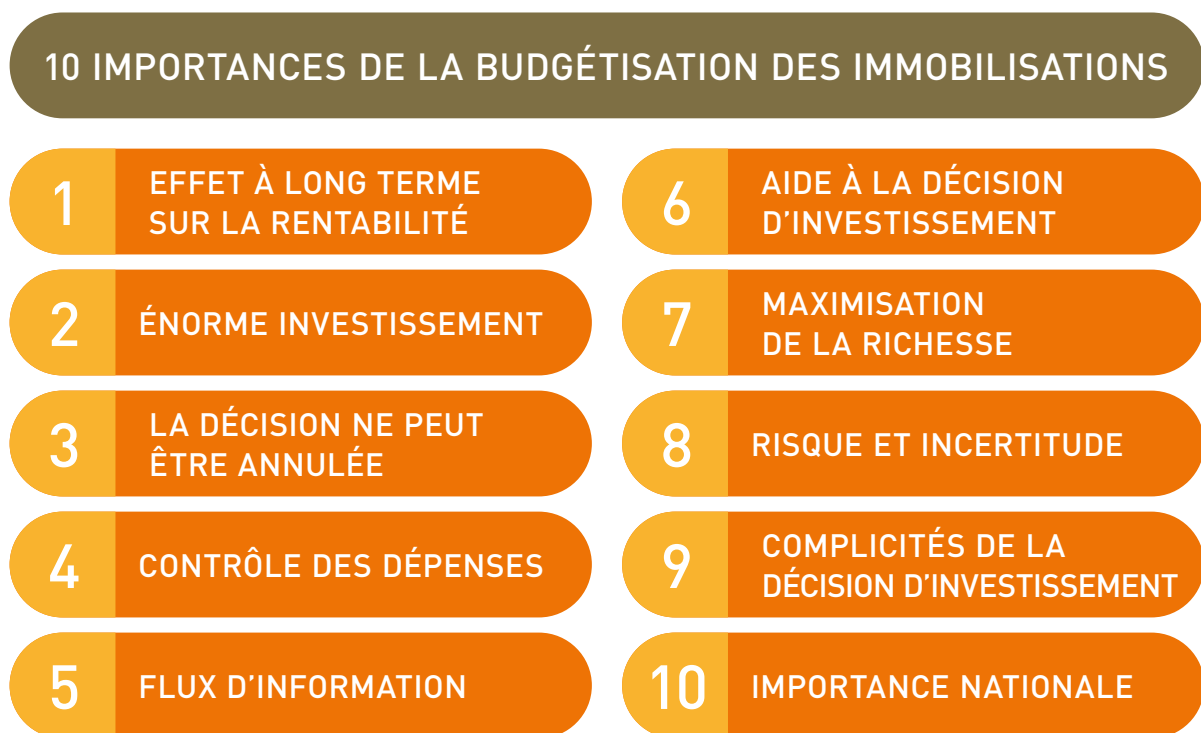 10 IMPORTANCES DE LA BUDGÉTISATION DES IMMOBILISATIONS
1
EFFET À LONG TERME
SUR LA RENTABILITÉ
2
ÉNORME INVESTISSEMENT
3
LA DÉCISION NE PEUT
ÊTRE ANNULÉE
4
CONTRÔLE DES DÉPENSES
5
FLUX D'INFORMATION
6
AIDE À LA DÉCISION
D'INVESTISSEMENT
7
MAXIMISATION
DE LA RICHESSE
8
RISQUE ET INCERTITUDE
9
COMPLICITÉS DE LA
DÉCISION D'INVESTISSEMENT
10
IMPORTANCE NATIONALE